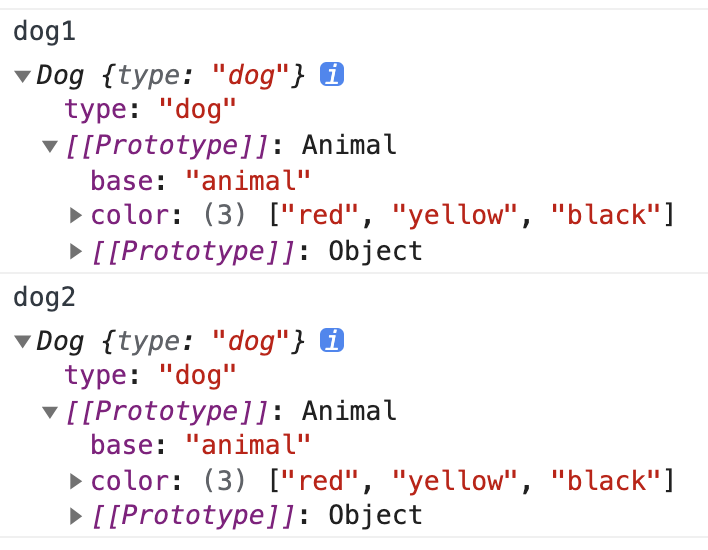 dog1
Dog {type: "dog"} i
type: "dog"
[[Prototype]]: Animal
base: "animal"
color: (3) ["red", "yellow", "black"]
[[Prototype]]: Object
dog2
Dog {type: "dog"} i
type: "dog"
[[Prototype]]: Animal
base: "animal"
color: (3) ["red", "yellow", "black"]
[[Prototype]]: Object